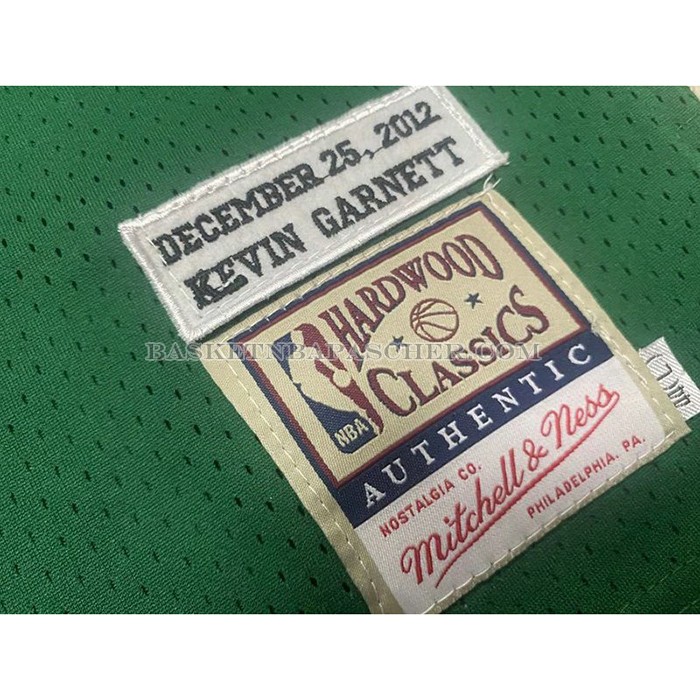 DECEMBER 25, 2012
KEVIN GARNETT
HARDWOOD
CLASSICS
NBA
AUTHENTIC
NOSTALGIA CO.
Mitchell & Ness
PHILADELPHIA, PA.
BASKETNBAPASCHER.COM